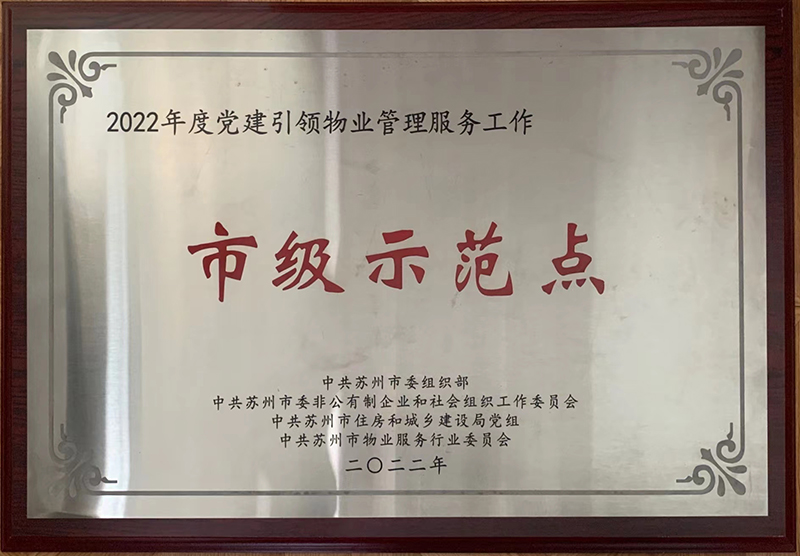 2022年度党建引领物业管理服务工作
市级示范点
中共苏州市委组织部
中共苏州市委非公有制企业和社会组织工作委员会
中共苏州市住房和城乡建设局党组
中共苏州市物业服务行业委员会
二〇二二年